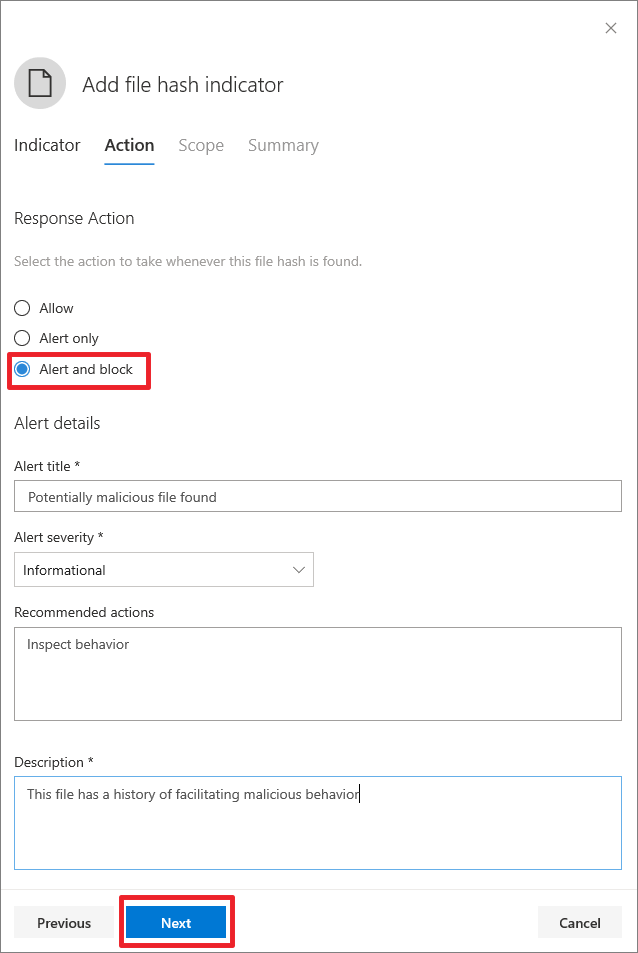 Add file hash indicator
Indicator Action Scope Summary
Response Action
Select the action to take whenever this file hash is found.
Allow
Alert only
Alert and block
Alert details
Alert title *
Potentially malicious file found
Alert severity *
Informational
Recommended actions
Inspect behavior
Description *
This file has a history of facilitating malicious behavior
Previous Next Cancel